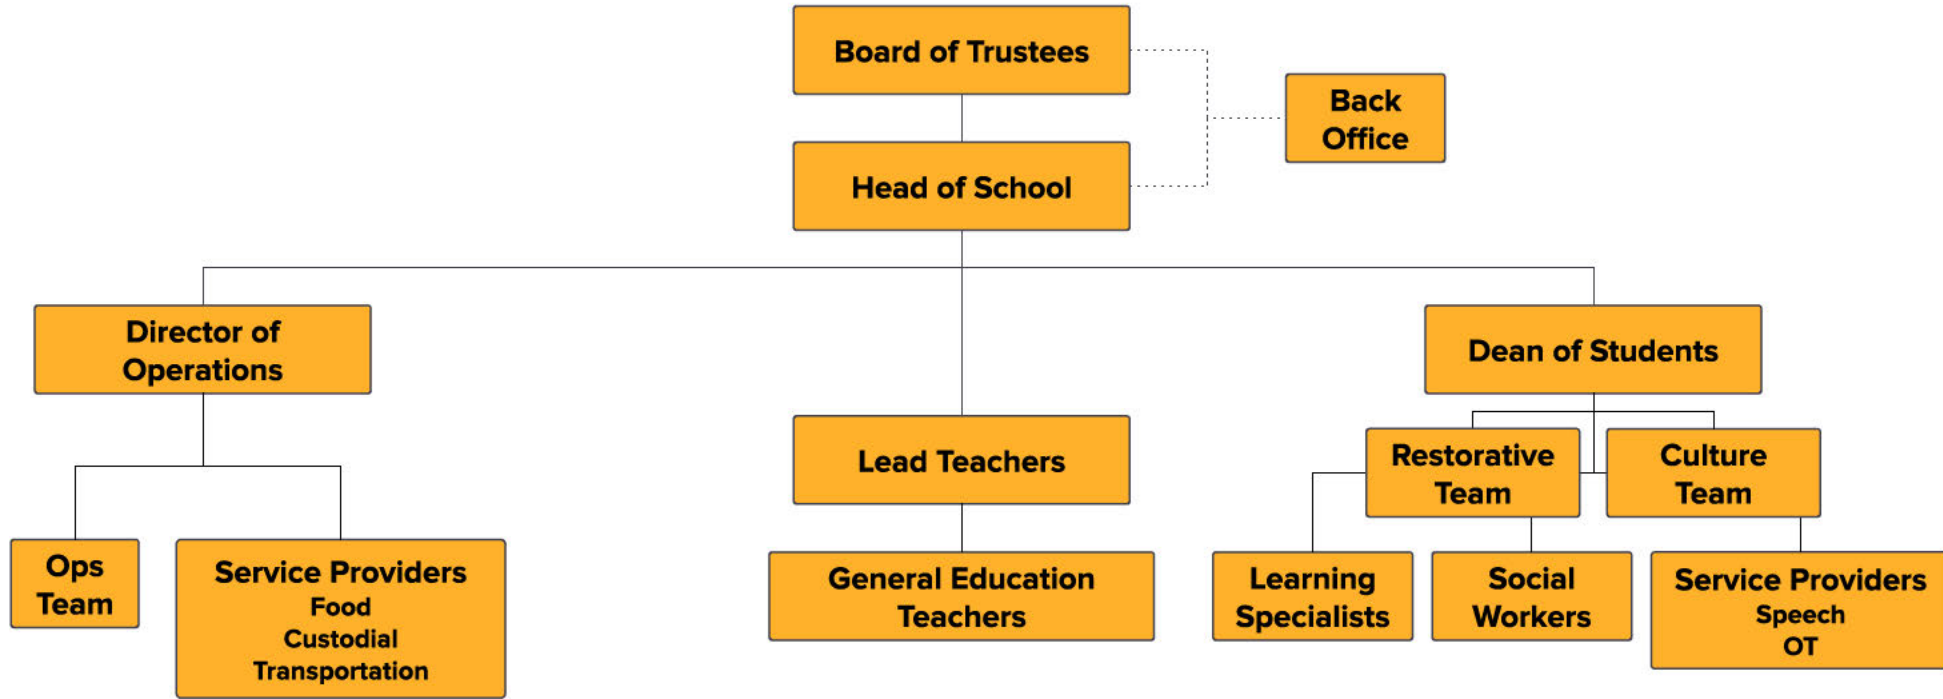 Board of Trustees
Back
Office
Head of School
Director of
Operations
Dean of Students
Lead Teachers
Restorative
Team
Culture
Team
Ops
Team
Service Providers
Food
Custodial
Transportation
General Education
Teachers
Learning
Specialists
Social
Workers
Service Providers
Speech
OT